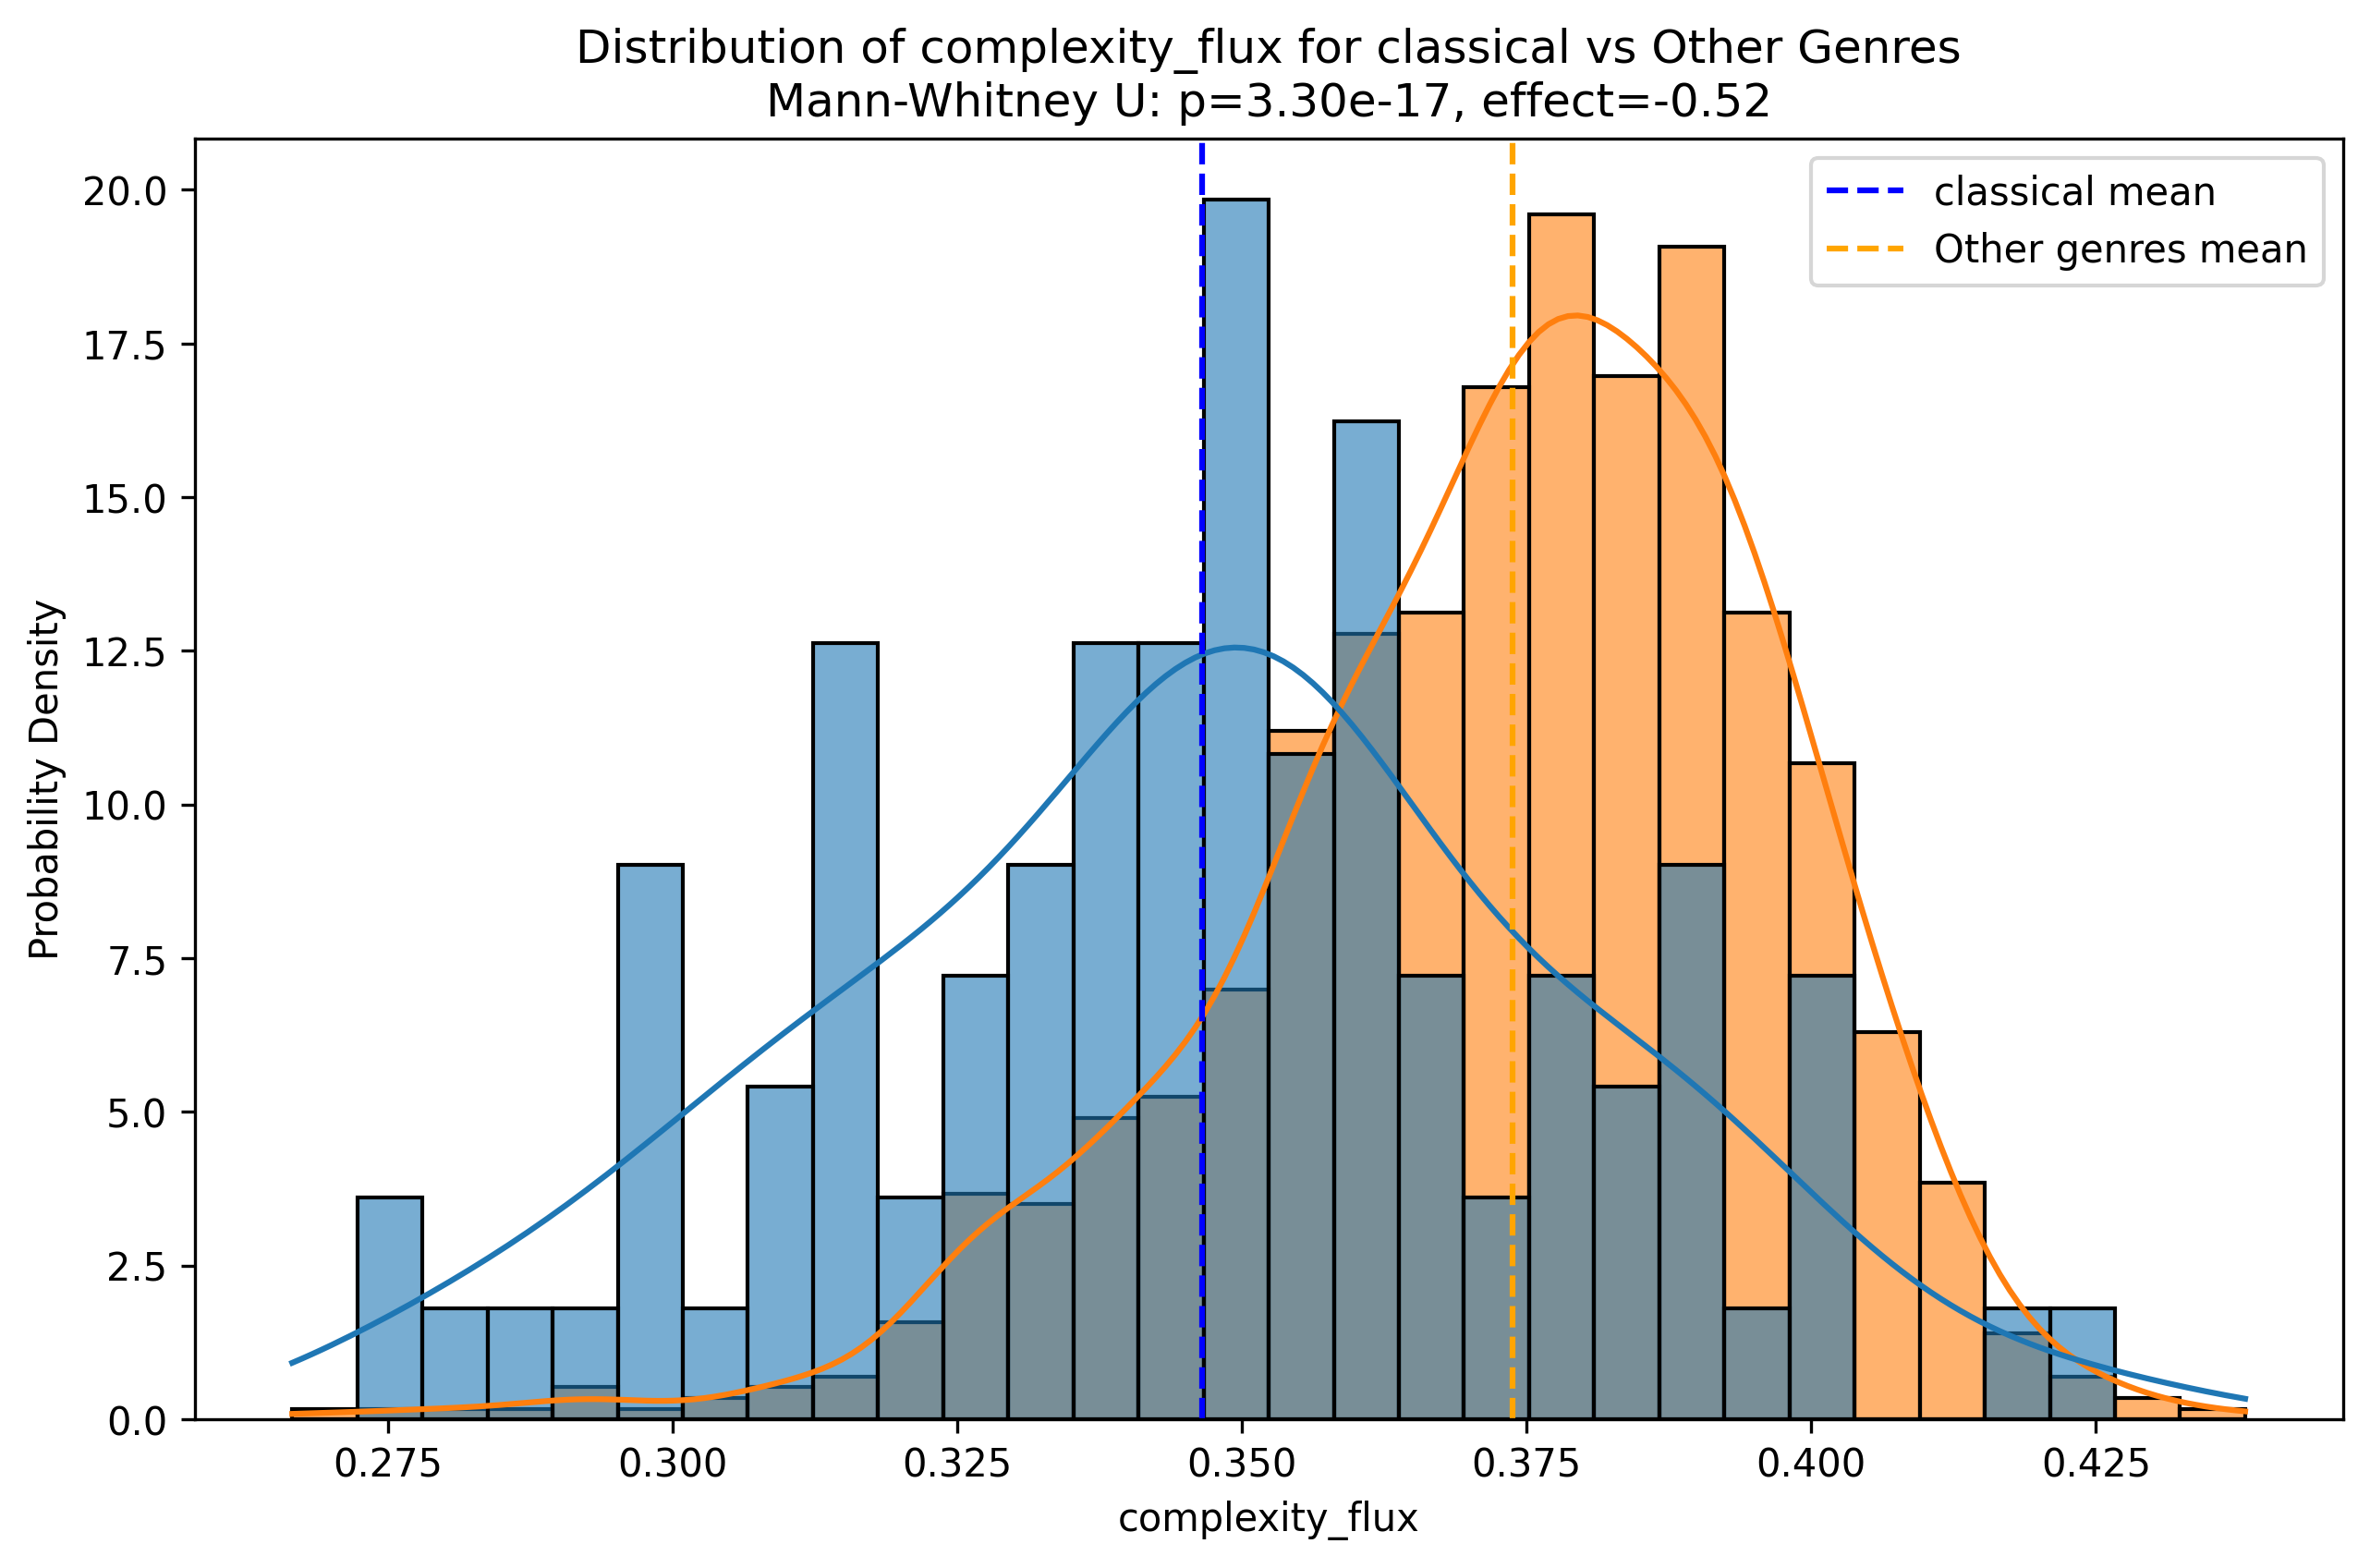 Distribution of complexity_flux for classical vs Other Genres
Mann-Whitney U: p=3.30e-17, effect=-0.52
classical mean
Other genres mean
Probability Density
20.0
17.5
15.0
12.5
10.0
7.5
5.0
2.5
0.0
0.275 0.300 0.325 0.350 0.375 0.400 0.425
complexity_flux